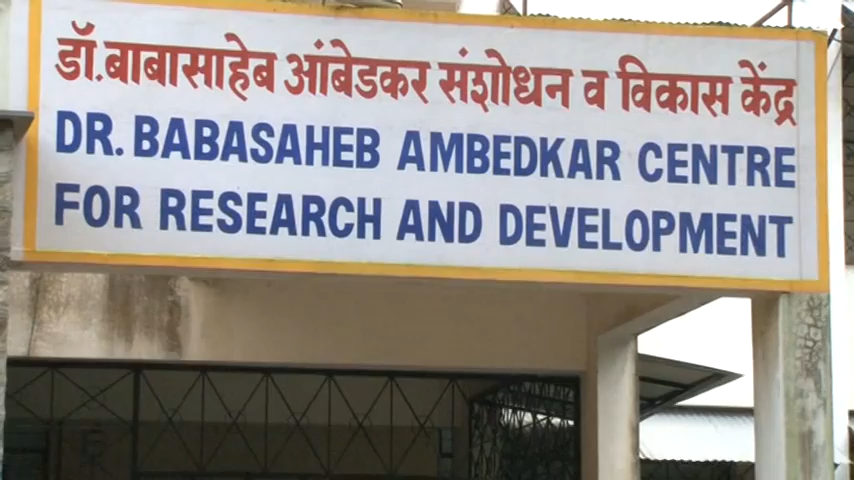 डॉ.बाबासाहेब आंबेडकर संशोधन व विकास केंद्र
DR. BABASAHEB AMBEDKAR CENTRE
FOR RESEARCH AND DEVELOPMENT